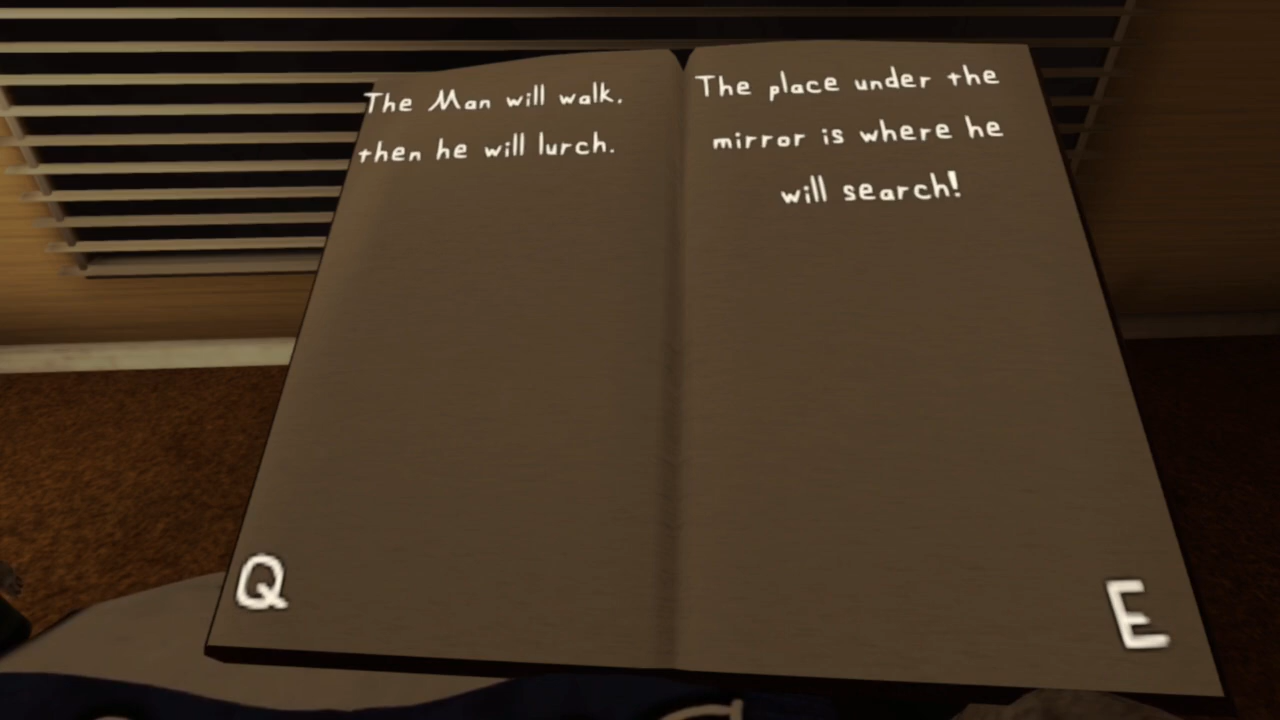 The Man will walk.
then he will lurch.
The place under the
mirror is where he
will search!
Q
E